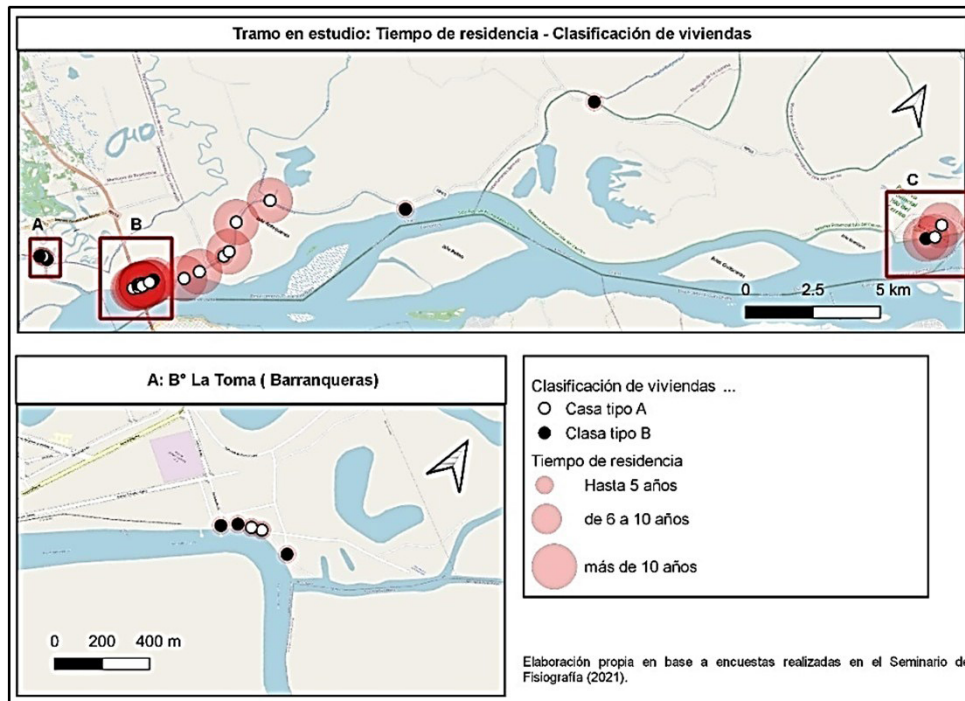 Tramo en estudio: Tiempo de residencia - Clasificación de viviendas
A
B
C
0 2.5 5 km
A: B° La Toma ( Barranqueras)
0 200 400 m
Clasificación de viviendas ...
Casa tipo A
Clasa tipo B
Tiempo de residencia
Hasta 5 años
de 6 a 10 años
más de 10 años
Elaboración propia en base a encuestas realizadas en el Seminario de
Fisiografía (2021).